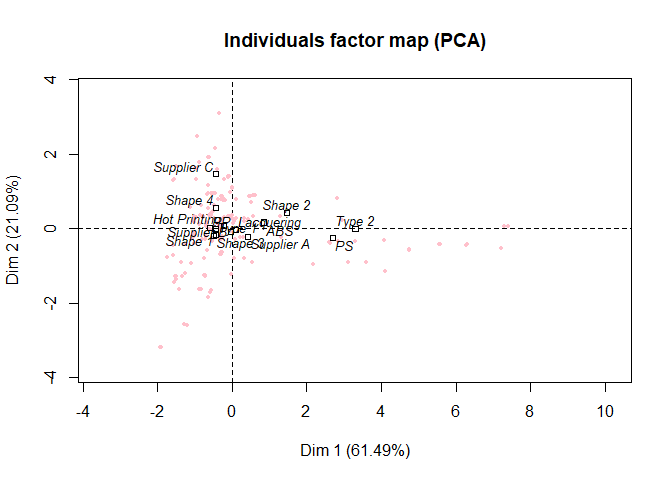 Individuals factor map (PCA)
Dim 2 (21.09%)
4
2
0
-2
-4
Supplier C
Shape 4
Shape 2
Hot Printing
Lacquering
Type 2
Supplier
ABS
Shape 1
Shape 3
Supplier A
PS
-4
-2
0
2
4
6
8
10
Dim 1 (61.49%)